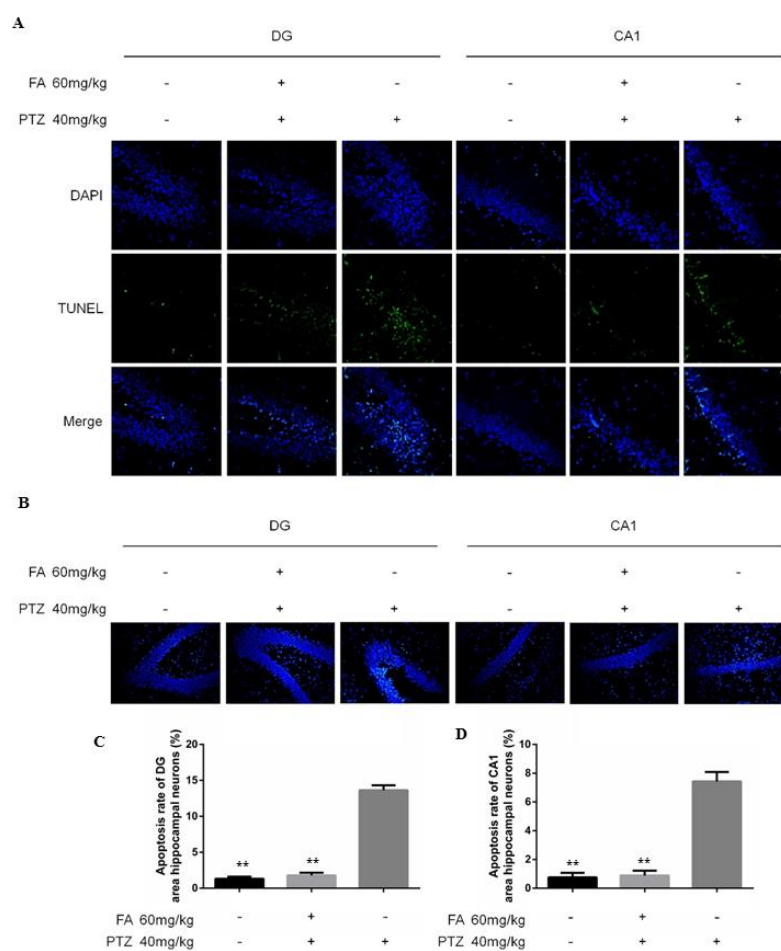 A
DG CA1
FA 60mg/kg - + - - + -
PTZ 40mg/kg - + + - + +
DAPI
TUNEL
Merge
B
DG CA1
FA 60mg/kg - + - - + -
PTZ 40mg/kg - + + - + +
C
Apoptosis rate of DG
area hippocampal neurons (%)
20
15
10
5
0
** **
FA 60mg/kg - + -
PTZ 40mg/kg - + +
D
Apoptosis rate of CA1
area hippocampal neurons (%)
10
8
6
4
2
0
** **
FA 60mg/kg - + -
PTZ 40mg/kg - + +